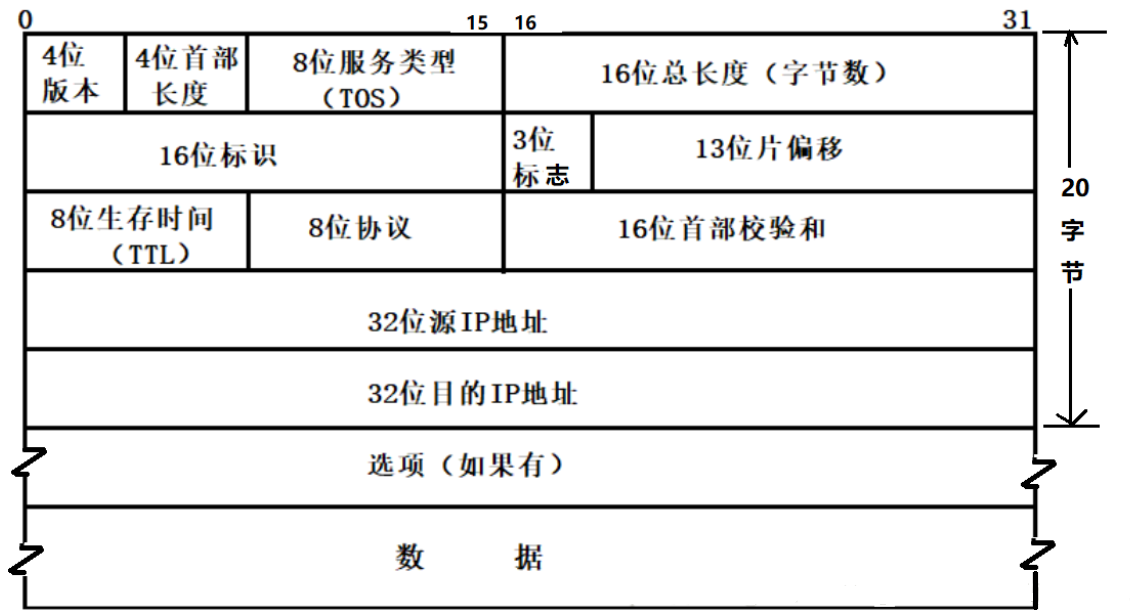 0 15 16 31
4位 4位首部 8位服务类型 16位总长度（字节数）
版本 长度 （TOS）
16位标识 3位 13位片偏移
标志
8位生存时间 8位协议 16位首部校验和
（TTL）
32位源IP地址
32位目的IP地址
选项（如果有）
数 据
20
字
节